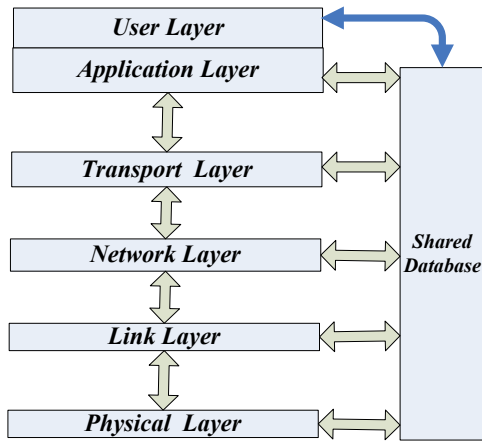 User Layer
Application Layer
Transport Layer
Network Layer
Link Layer
Physical Layer
Shared
Database